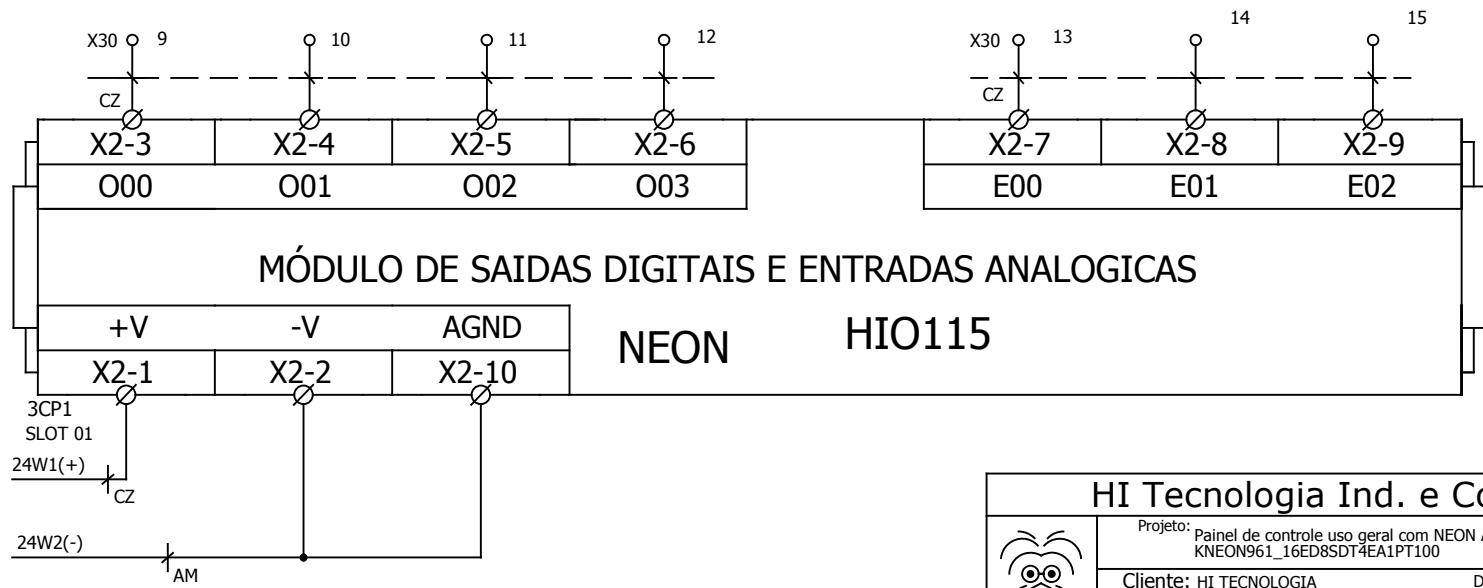 X30 9 10 11 12 X30 13 14 15
CZ CZ
X2-3 X2-4 X2-5 X2-6 X2-7 X2-8 X2-9
O00 O01 O02 O03 E00 E01 E02
MÓDULO DE SAIDAS DIGITAIS E ENTRADAS ANALOGICAS
+V -V AGND
NEON HIO115
X2-1 X2-2 X2-10
3CP1
SLOT 01
24W1(+)
CZ
24W2(-)
AM
HI Tecnologia Ind. e Co
Projeto: Painel de controle uso geral com NEON
KNEON961_16ED8SDT4EA1PT100
Cliente: HI TECNOLOGIA D